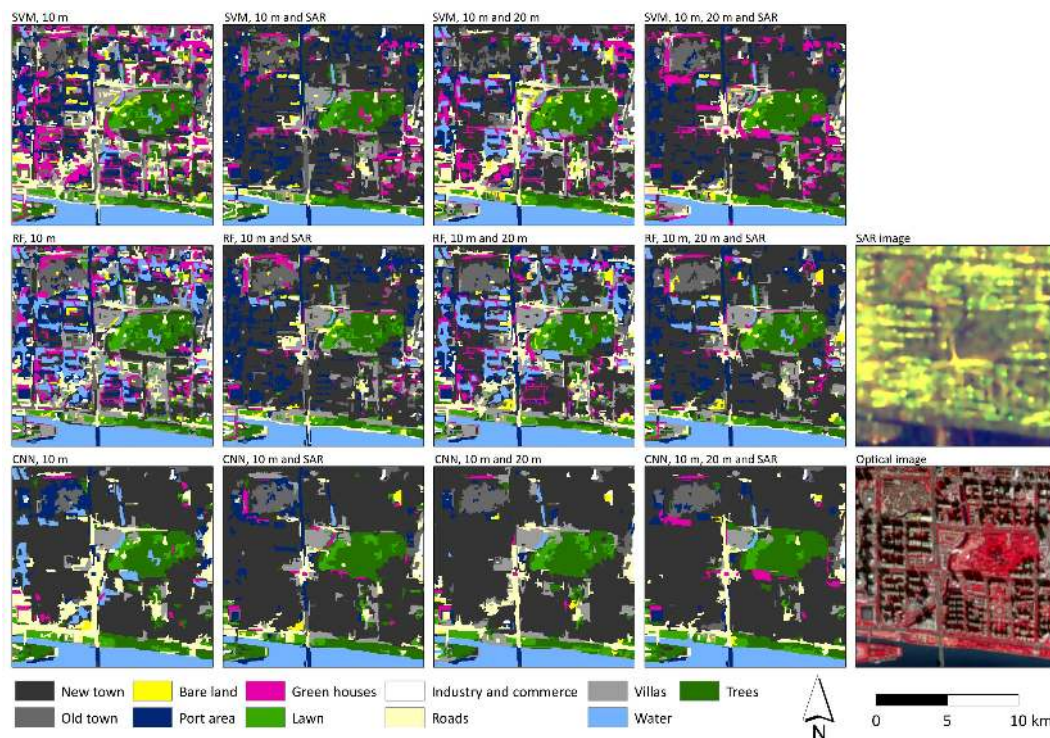 SVM, 10 m
SVM, 10 m and SAR
SVM, 10 m and 20 m
SVM, 10 m, 20 m and SAR
RF, 10 m
RF, 10 m and SAR
RF, 10 m and 20 m
RF, 10 m, 20 m and SAR
SAR image
CNN, 10 m
CNN, 10 m and SAR
CNN, 10 m and 20 m
CNN, 10 m, 20 m and SAR
Optical image
New town
Bare land
Green houses
Industry and commerce
Villas
Trees
Old town
Port area
Lawn
Roads
Water
N
0 5 10 km